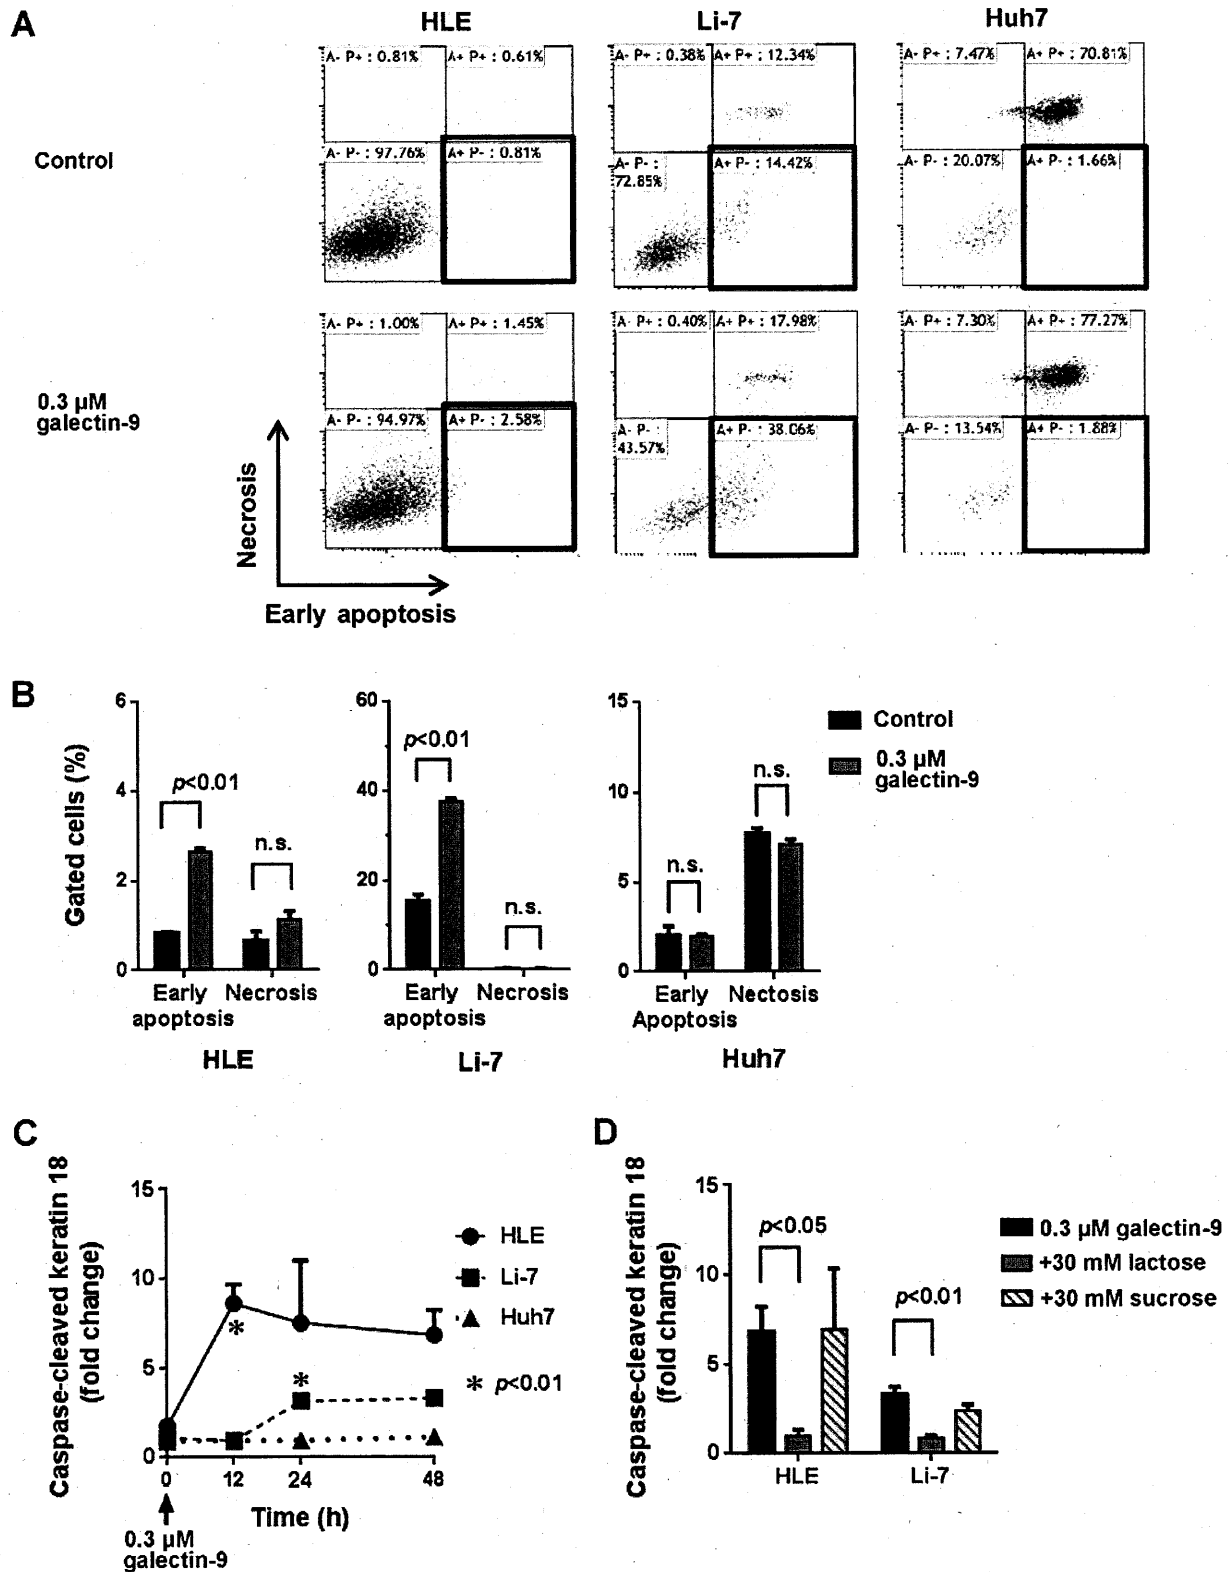 A
HLE
Li-7
Huh7
A- P+ : 0.81%
A+ P+ : 0.61%
A- P+ : 0.38%
A+ P+ : 12.34%
A- P+ : 7.47%
A+ P+ : 70.81%
Control
A- P- : 97.76%
A+ P- : 0.81%
A- P- :
72.85%
A+ P- : 14.42%
A- P- : 20.07%
A+ P- : 1.66%
A- P+ : 1.00%
A+ P+ : 1.45%
A- P+ : 0.40%
A+ P+ : 17.98%
A- P+ : 7.30%
A+ P+ : 77.27%
0.3 μM
galectin-9
A- P- : 94.97%
A+ P- : 2.58%
A- P- :
43.57%
A+ P- : 38.06%
A- P- : 13.54%
A+ P- : 1.88%
Necrosis
Early apoptosis
B
Gated cells (%)
6
4
2
0
p<0.01
n.s.
Early
apoptosis
Necrosis
HLE
60
40
20
0
p<0.01
n.s.
Early
apoptosis
Necrosis
Li-7
15
10
5
0
n.s.
n.s.
Early
Apoptosis
Nectosis
Huh7
Control
0.3 μM
galectin-9
C
Caspase-cleaved keratin 18
(fold change)
15
10
5
0
*
*
0
12
24
48
Time (h)
0.3 μM
galectin-9
HLE
Li-7
Huh7
* p<0.01
D
Caspase-cleaved keratin 18
(fold change)
15
10
5
0
p<0.05
p<0.01
HLE
Li-7
0.3 μM galectin-9
+30 mM lactose
+30 mM sucrose